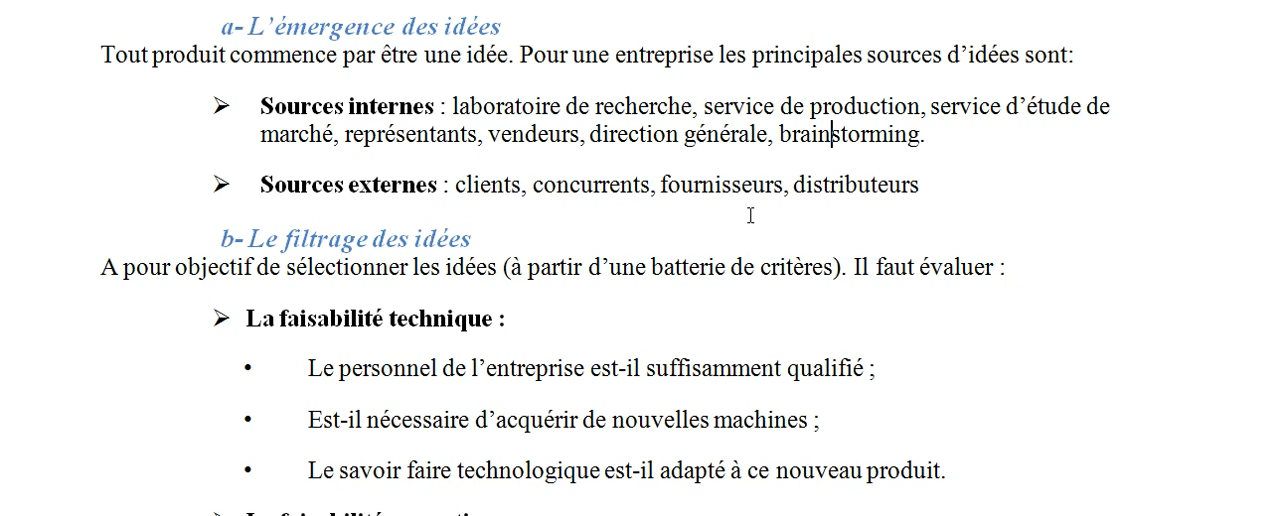 a- L’émergence des idées
Tout produit commence par être une idée. Pour une entreprise les principales sources d’idées sont:
➢ Sources internes : laboratoire de recherche, service de production, service d’étude de
marché, représentants, vendeurs, direction générale, brainstorming.
➢ Sources externes : clients, concurrents, fournisseurs, distributeurs
b- Le filtrage des idées
A pour objectif de sélectionner les idées (à partir d’une batterie de critères). Il faut évaluer :
➢ La faisabilité technique :
• Le personnel de l’entreprise est-il suffisamment qualifié ;
• Est-il nécessaire d’acquérir de nouvelles machines ;
• Le savoir faire technologique est-il adapté à ce nouveau produit.